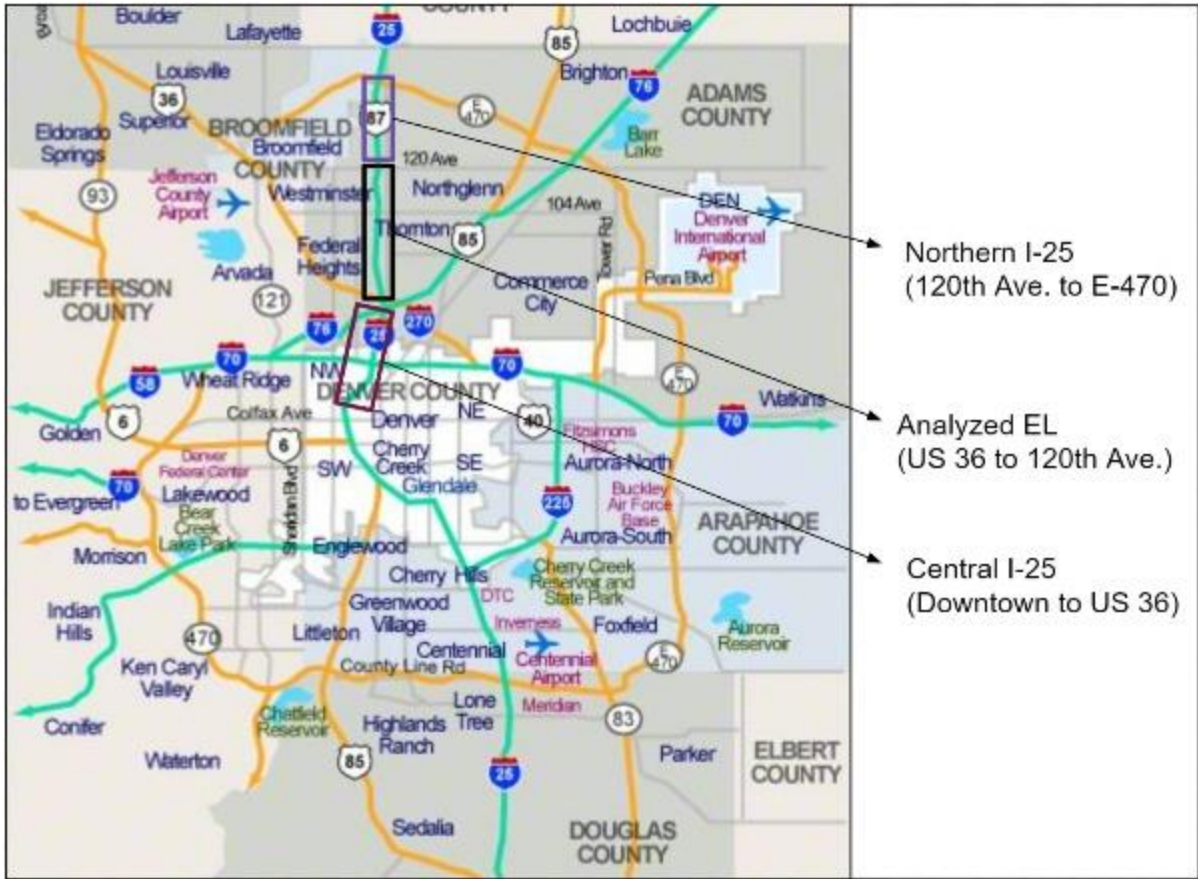 COUNTY
Boulder
Lafayette
25
Lochbuie
85
Louisville
Brighton
76
36
ADAMS
COUNTY
Superior
87
E
470
BROOMFIELD
Broomfield
COUNTY
Eldorado
Springs
Barr
Lake
120 Ave
Jefferson
County
Airport
93
Westminster
Northglenn
104 Ave
DEN
Denver
International
Airport
Thornton
85
Tower Rd
Federal
Heights
Arvada
Pena Blvd
Commerce
City
JEFFERSON
COUNTY
121
76
25
270
70
NW
70
58
Wheat Ridge
DENVER COUNTY
E
470
Watkins
Colfax Ave
6
Golden
6
Denver
NE
40
70
Fitzsimons
Denver
Federal Center
Cherry
Creek
SW
SE
Aurora-North
Glendale
to Evergreen
70
Lakewood
Sheridan Blvd
225
Buckley
Air Force
Base
Bear
Creek
Lake Park
ARAPAHOE
COUNTY
Aurora-South
Morrison
Englewood
Cherry Hills
Cherry Creek
Reservoir and
State Park
DTC
Indian
Hills
Greenwood
Village
Inverness
Foxfield
Aurora
Reservoir
470
Littleton
Centennial
Centennial
Airport
E
470
Ken Caryl
Valley
County Line Rd
Meridian
Lone
Tree
83
Chatfield
Reservoir
Highlands
Ranch
Conifer
Waterton
85
25
Parker
ELBERT
COUNTY
Sedalia
DOUGLAS
COUNTY
Northern I-25
(120th Ave. to E-470)
Analyzed EL
(US 36 to 120th Ave.)
Central I-25
(Downtown to US 36)